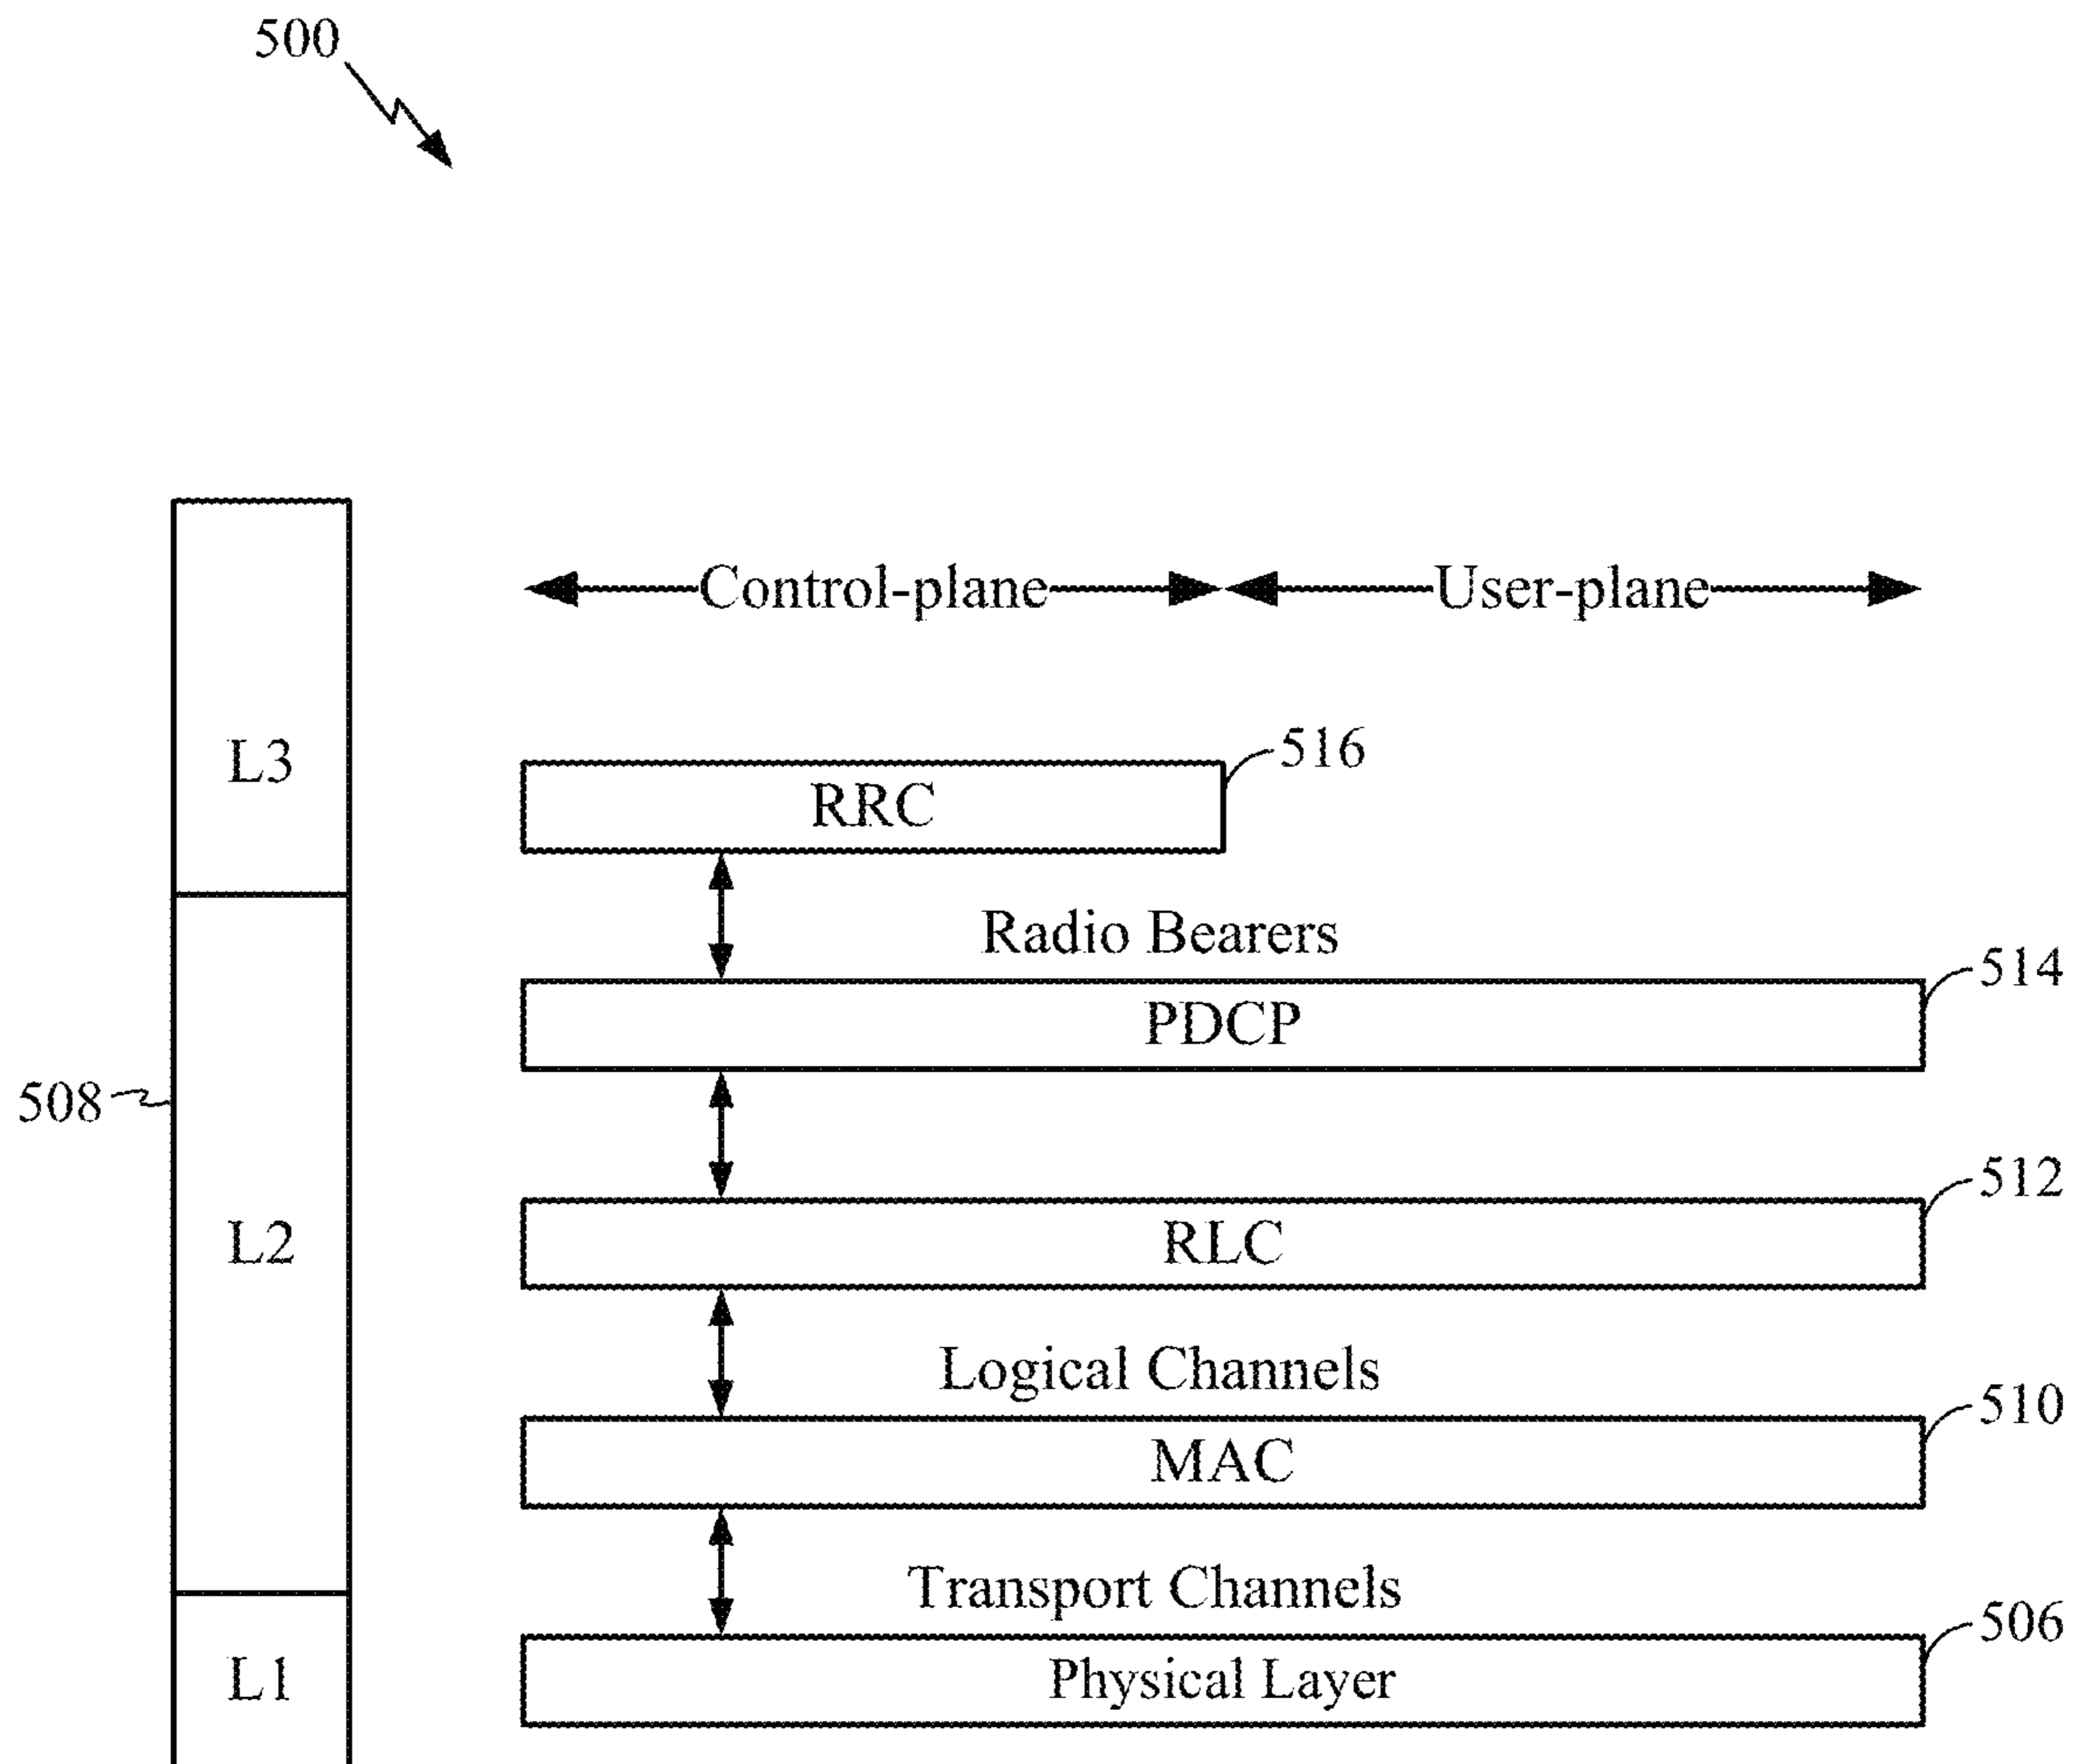 500
Control-plane User-plane
516
L3
RRC
Radio Bearers
514
PDCP
508
512
L2
RLC
Logical Channels
510
MAC
Transport Channels
506
L1
Physical Layer